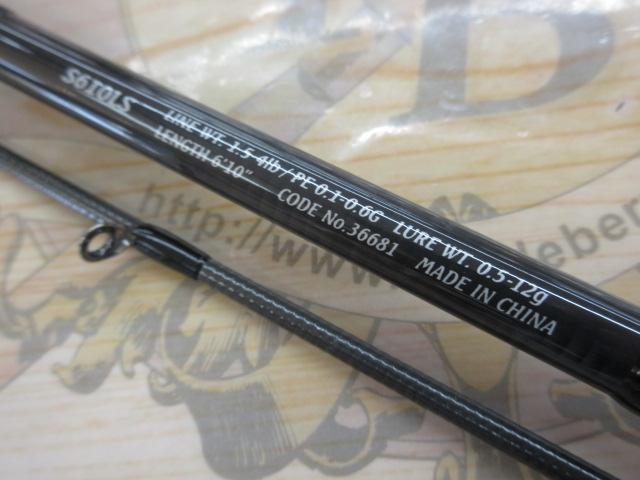 S610LS
LINE WT. 1.5-4lb / PE 0.1-0.6G LURE WT. 0.5-12g
LENGTH 6'10" CODE No.36681 MADE IN CHINA
http://www. deber
B